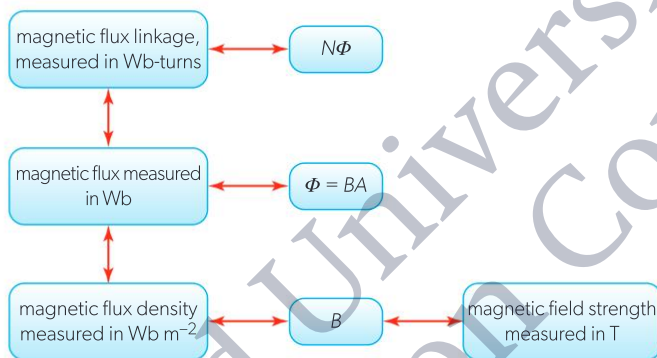 magnetic flux linkage,
measured in Wb-turns
NΦ
magnetic flux measured
in Wb
Φ = BA
magnetic flux density
measured in Wb m⁻²
B
magnetic field strength
measured in T